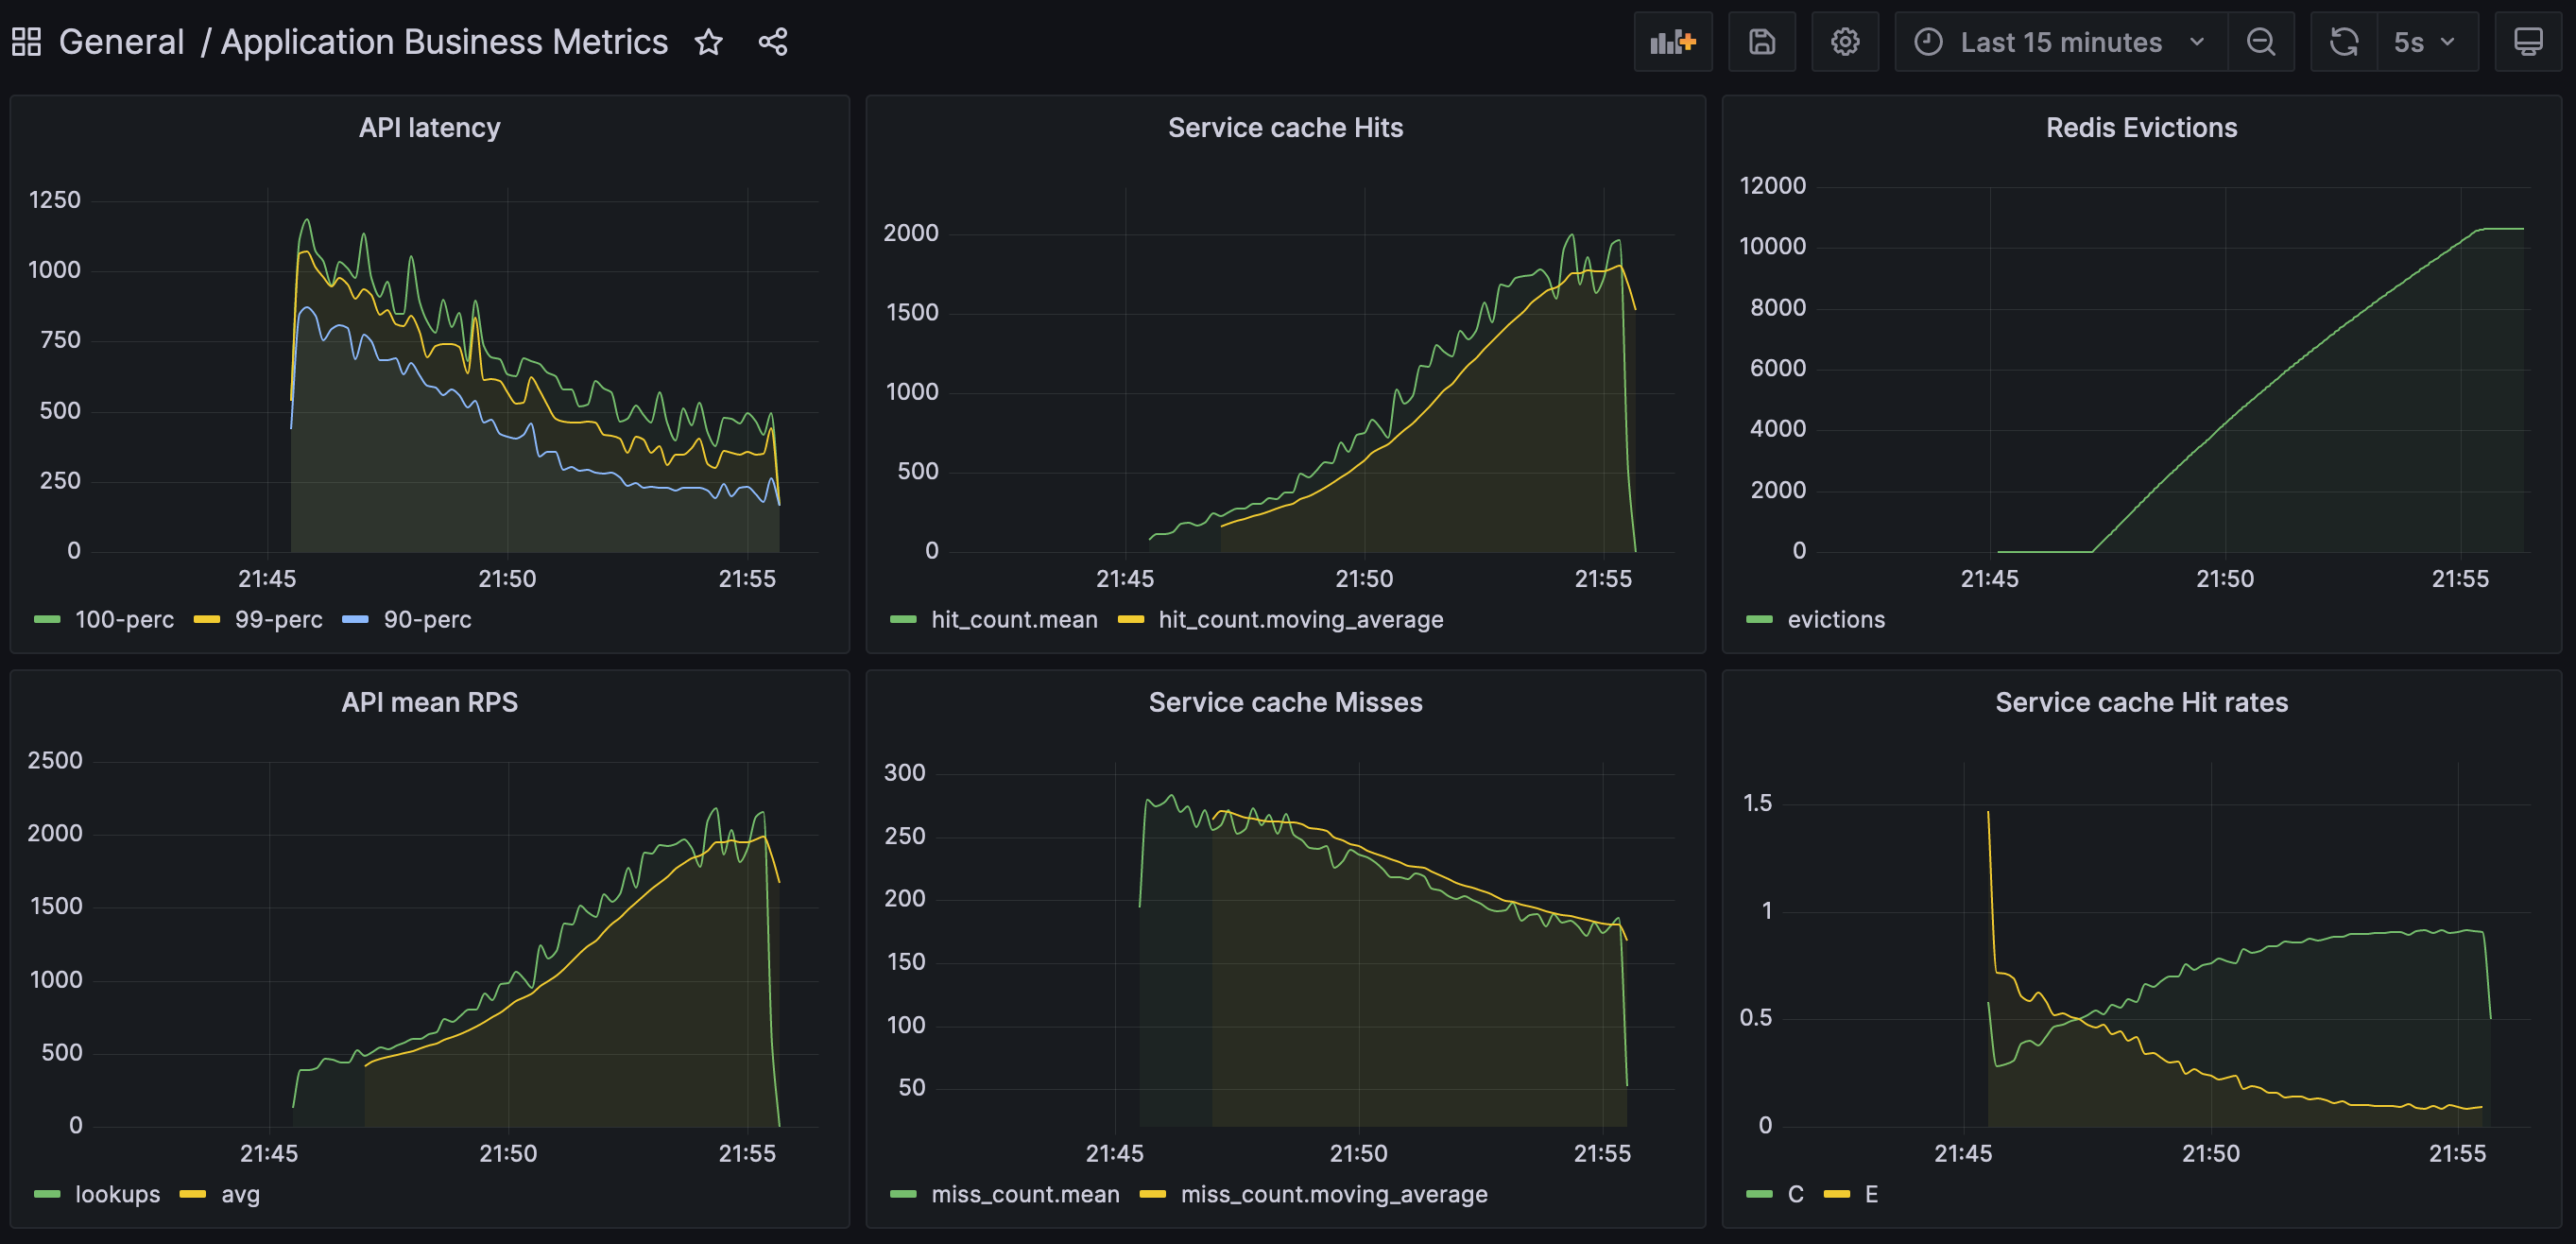 General / Application Business Metrics
Last 15 minutes
5s
API latency
1250
1000
750
500
250
0
21:45 21:50 21:55
100-perc 99-perc 90-perc
Service cache Hits
2000
1500
1000
500
0
21:45 21:50 21:55
hit_count.mean hit_count.moving_average
Redis Evictions
12000
10000
8000
6000
4000
2000
0
21:45 21:50 21:55
evictions
API mean RPS
2500
2000
1500
1000
500
0
21:45 21:50 21:55
lookups avg
Service cache Misses
300
250
200
150
100
50
21:45 21:50 21:55
miss_count.mean miss_count.moving_average
Service cache Hit rates
1.5
1
0.5
0
21:45 21:50 21:55
C E